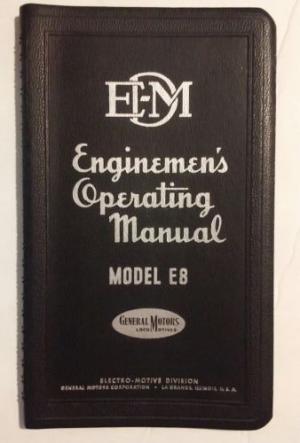 EMD
Enginemen's
Operating
Manual
MODEL E8
GENERAL MOTORS
LOCOMOTIVES
ELECTRO-MOTIVE DIVISION
GENERAL MOTORS CORPORATION • LA GRANGE, ILLINOIS, U.S.A.